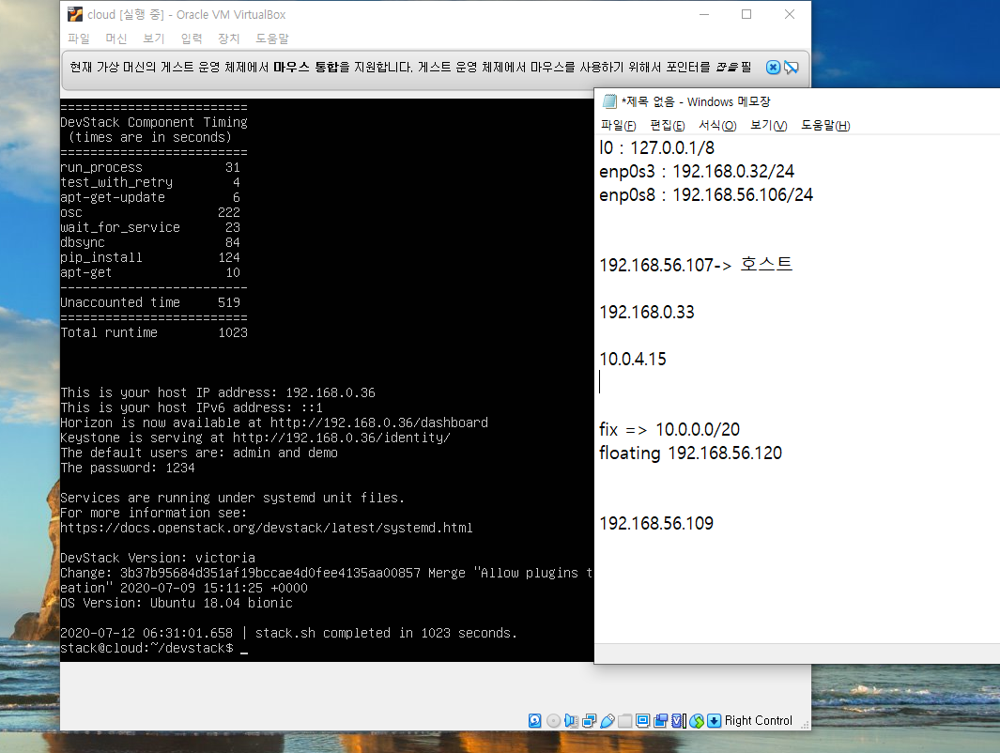 cloud [실행 중] - Oracle VM VirtualBox
파일 머신 보기 입력 장치 도움말
현재 가상 머신의 게스트 운영 체제에서 마우스 통합을 지원합니다. 게스트 운영 체제에서 마우스를 사용하기 위해서 포인터를 꼭을 필
=========================
DevStack Component Timing
(times are in seconds)
=========================
run_process 31
test_with_retry 4
apt-get-update 6
osc 222
wait_for_service 23
dbsync 84
pip_install 124
apt-get 10
-------------------------
Unaccounted time 519
=========================
Total runtime 1023
This is your host IP address: 192.168.0.36
This is your host IPv6 address: ::1
Horizon is now available at http://192.168.0.36/dashboard
Keystone is serving at http://192.168.0.36/identity/
The default users are: admin and demo
The password: 1234
Services are running under systemd unit files.
For more information see:
https://docs.openstack.org/devstack/latest/systemd.html
DevStack Version: victoria
Change: 3b37b95684d351af19bccae4d0fee4135aa00857 Merge "Allow plugins t
eation" 2020-07-09 15:11:25 +0000
OS Version: Ubuntu 18.04 bionic
2020-07-12 06:31:01.658 | stack.sh completed in 1023 seconds.
stack@cloud:~/devstack$ _
Right Control
*제목 없음 - Windows 메모장
파일(F) 편집(E) 서식(O) 보기(V) 도움말(H)
l0 : 127.0.0.1/8
enp0s3 : 192.168.0.32/24
enp0s8 : 192.168.56.106/24
192.168.56.107-> 호스트
192.168.0.33
10.0.4.15
fix => 10.0.0.0/20
floating 192.168.56.120
192.168.56.109